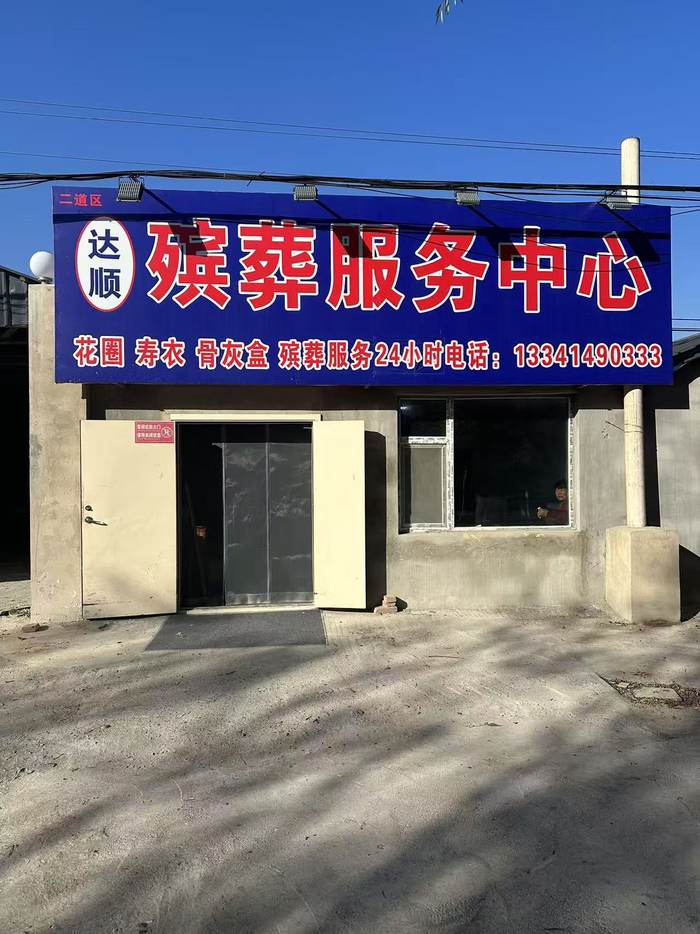 二道区
达顺
殡葬服务中心
花圈 寿衣 骨灰盒 殡葬服务24小时电话：13341490333